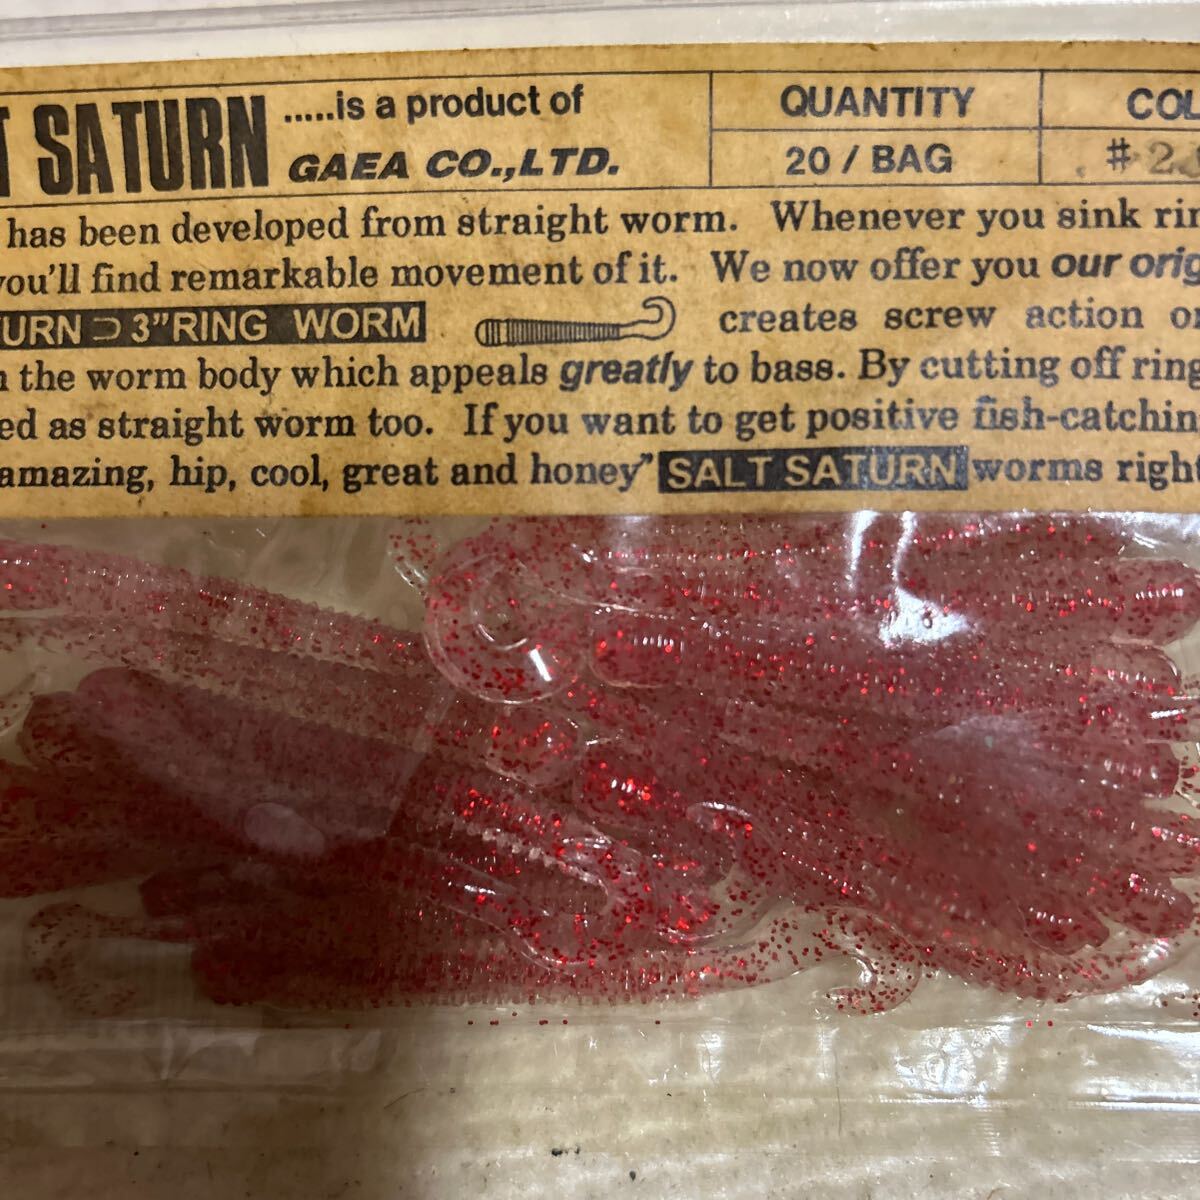 SATURN .....is a product of GAEA CO.,LTD.
QUANTITY
20 / BAG
#2
has been developed from straight worm. Whenever you sink
you'll find remarkable movement of it. We now offer you our
3"RING WORM creates screw action
the worm body which appeals greatly to bass. By cutting off ring
as straight worm too. If you want to get positive fish-catching
amazing, hip, cool, great and honey" SALT SATURN worms right